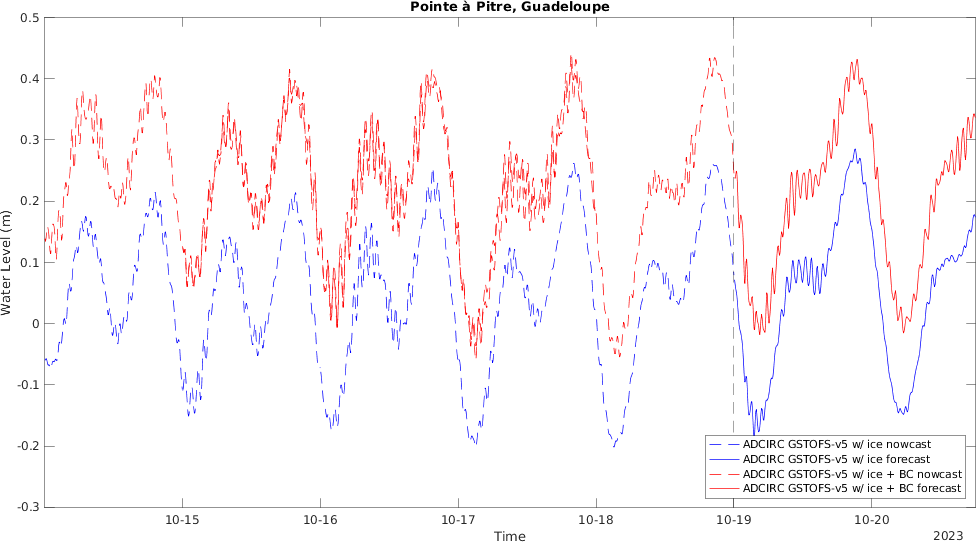 Pointe à Pitre, Guadeloupe
0.5
0.4
0.3
0.2
0.1
0
-0.1
-0.2
-0.3
Water Level (m)
10-15 10-16 10-17 10-18 10-19 10-20
Time
2023
ADCIRC GSTOFS-v5 w/ ice nowcast
ADCIRC GSTOFS-v5 w/ ice forecast
ADCIRC GSTOFS-v5 w/ ice + BC nowcast
ADCIRC GSTOFS-v5 w/ ice + BC forecast